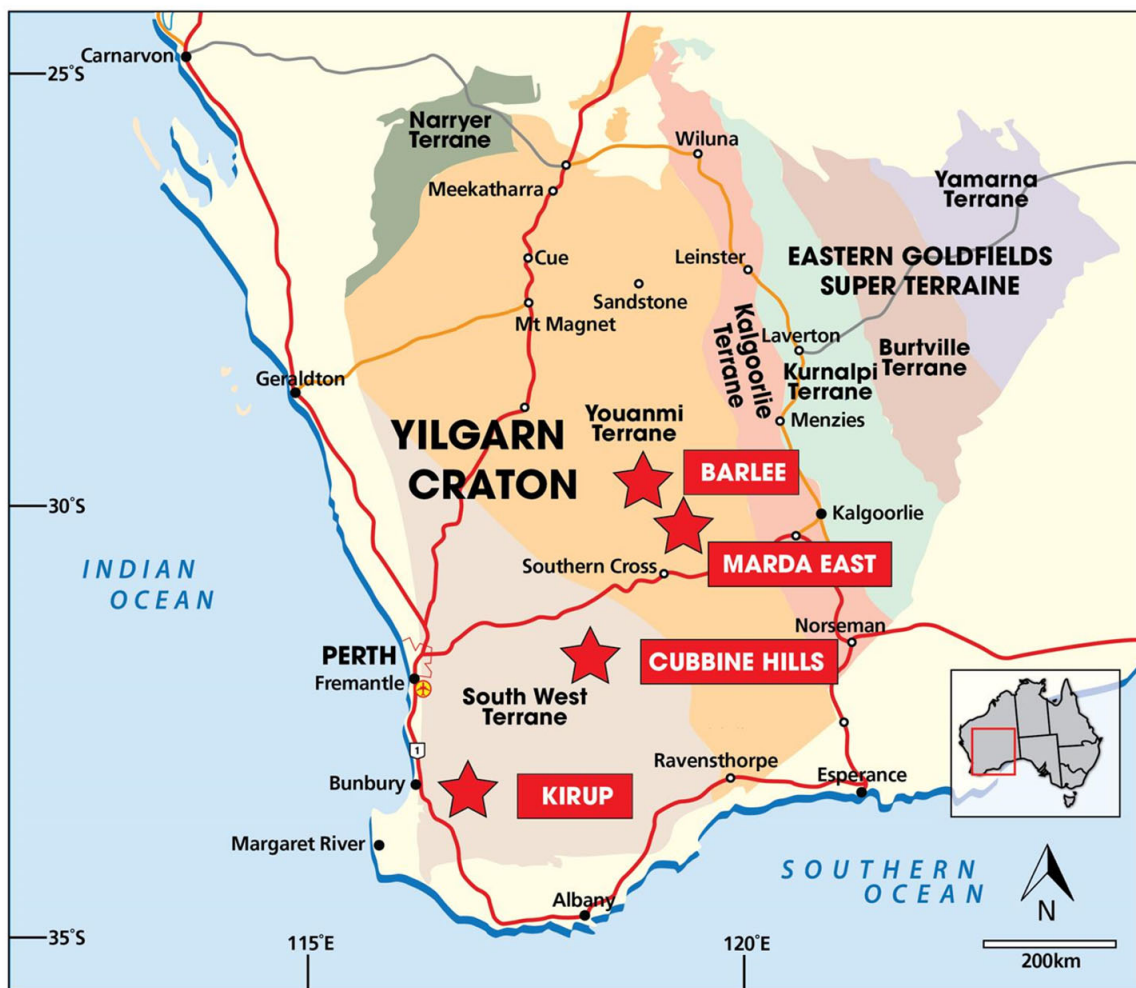 Carnarvon
25°S
Narryer
Terrane
Wiluna
Meekatharra
Yamarna
Terrane
Cue
Leinster
EASTERN GOLDFIELDS
SUPER TERRAINE
Sandstone
Mt Magnet
Kalgoorlie
Terrane
Laverton
Burtville
Terrane
Kurnalpi
Terrane
Geraldton
Youanmi
Terrane
Menzies
YILGARN
CRATON
BARLEE
30°S
Kalgoorlie
INDIAN
OCEAN
Southern Cross
MARDA EAST
Norseman
PERTH
Fremantle
CUBBINE HILLS
South West
Terrane
1
Bunbury
Ravensthorpe
Esperance
KIRUP
Margaret River
SOUTHERN
OCEAN
Albany
N
35°S
115°E
120°E
200km